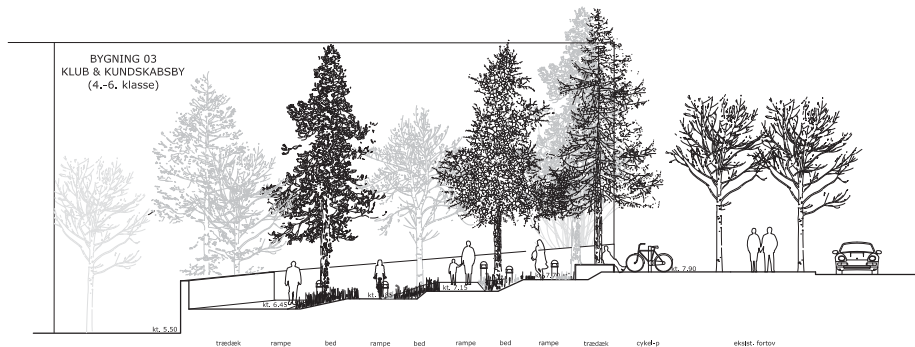 BYGNING 03
KLUB & KUNDSKABSBY
(4.-6. klasse)
kt. 5.50
kt. 6.45
kt. 7.15
kt. 7.90
trædæk rampe bed rampe bed rampe bed rampe trædæk cykel-p eksist. fortov